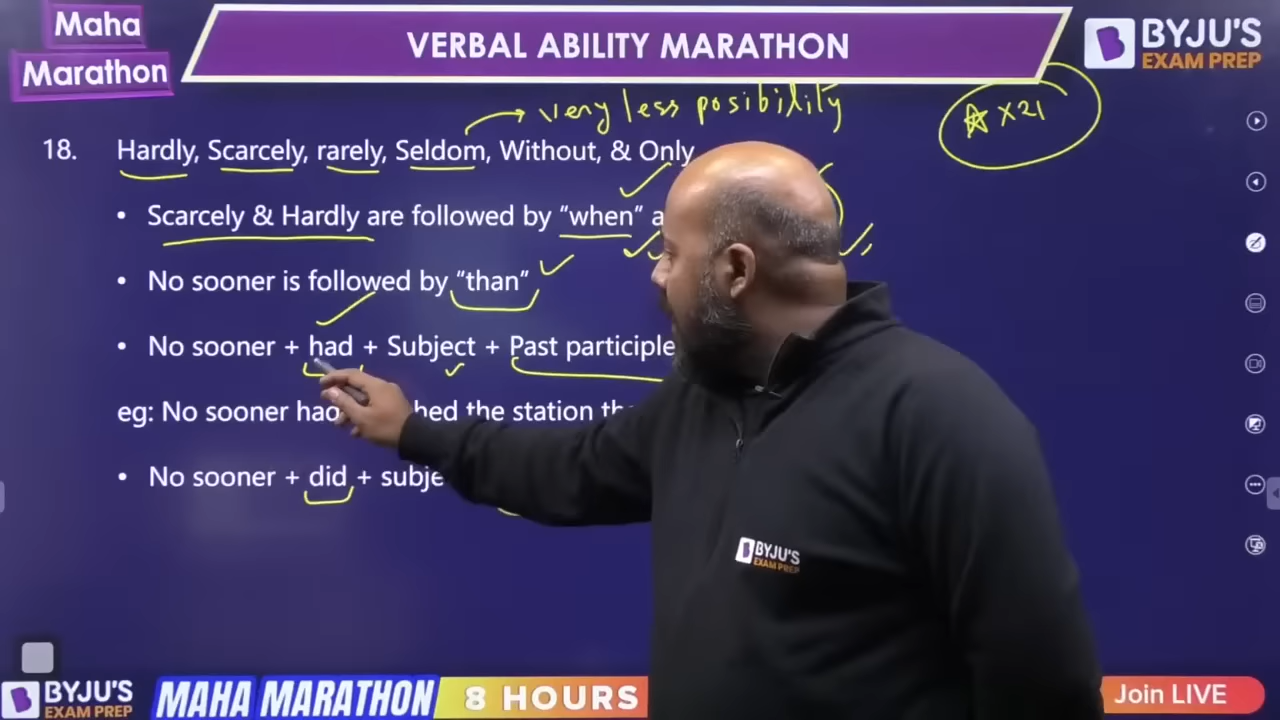 Maha
Marathon
VERBAL ABILITY MARATHON
BYJU'S
EXAM PREP
very less posibility
x21
18. Hardly, Scarcely, rarely, Seldom, Without, & Only
• Scarcely & Hardly are followed by “when”
• No sooner is followed by “than”
• No sooner + had + Subject + Past participle
eg: No sooner had the station
• No sooner + did +
BYJU'S
EXAM PREP
BYJU'S
EXAM PREP
MAHA MARATHON
8 HOURS
Join LIVE